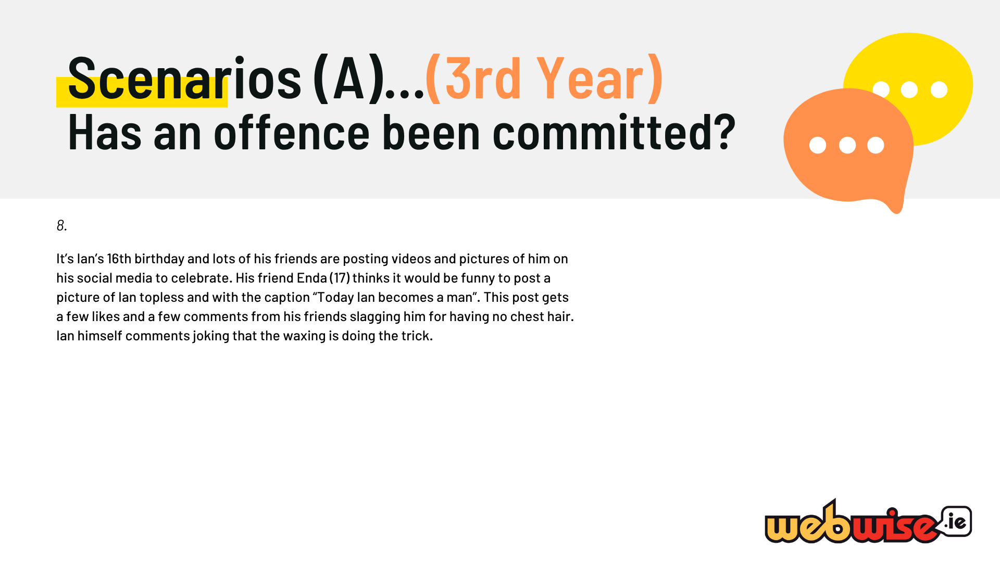 Scenarios (A)...(3rd Year)
Has an offence been committed?
8.
It’s Ian’s 16th birthday and lots of his friends are posting videos and pictures of him on
his social media to celebrate. His friend Enda (17) thinks it would be funny to post a
picture of Ian topless and with the caption “Today Ian becomes a man”. This post gets
a few likes and a few comments from his friends slagging him for having no chest hair.
Ian himself comments joking that the waxing is doing the trick.
webwise.ie